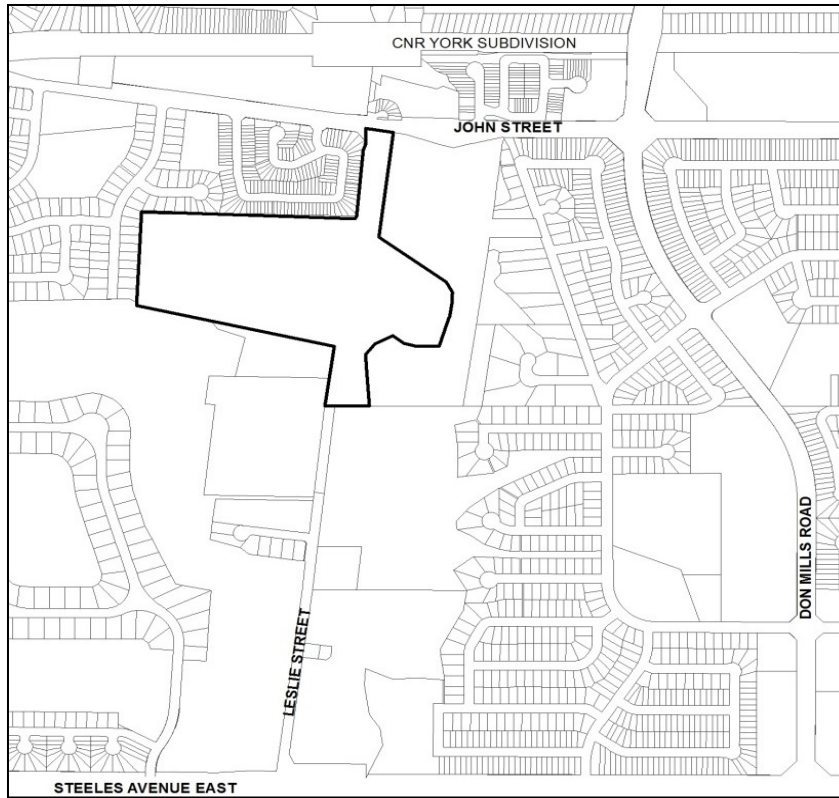 CNR YORK SUBDIVISION
JOHN STREET
DON MILLS ROAD
LESLIE STREET
STEELES AVENUE EAST